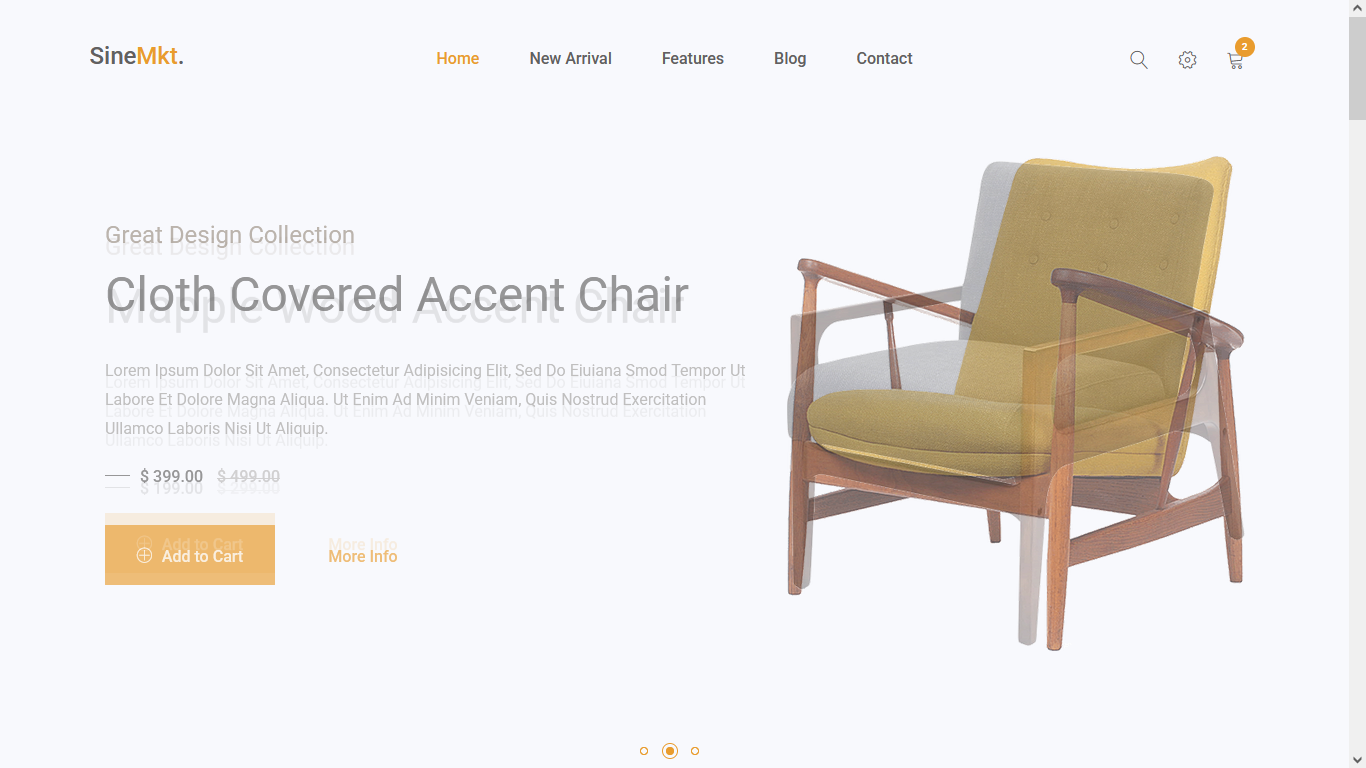 SineMkt.
Home
New Arrival
Features
Blog
Contact
2
Great Design Collection
Great Design Collection
Cloth Covered Accent Chair
Mapple Wood Accent Chair
Lorem Ipsum Dolor Sit Amet, Consectetur Adipisicing Elit, Sed Do Eiuiana Smod Tempor Ut
Lorem Ipsum Dolor Sit Amet, Consectetur Adipisicing Elit, Sed Do Eiuiana Smod Tempor Ut
Labore Et Dolore Magna Aliqua. Ut Enim Ad Minim Veniam, Quis Nostrud Exercitation
Labore Et Dolore Magna Aliqua. Ut Enim Ad Minim Veniam, Quis Nostrud Exercitation
Ullamco Laboris Nisi Ut Aliquip.
Ullamco Laboris Nisi Ut Aliquip.
$ 399.00 $ 499.00
$ 199.00 $ 299.00
Add to Cart More Info
Add to Cart More Info